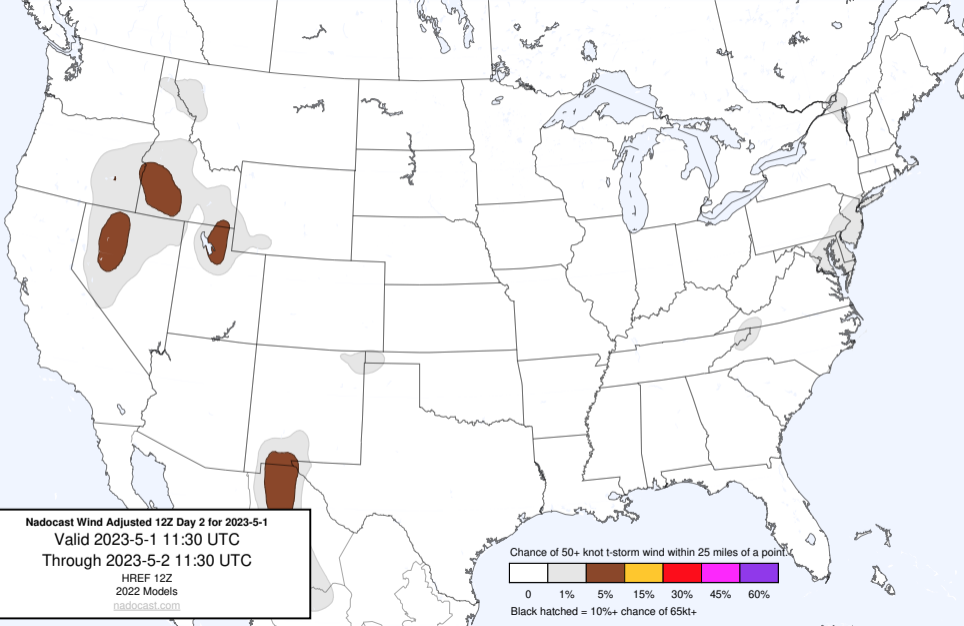 Nadocast Wind Adjusted 12Z Day 2 for 2023-5-1
Valid 2023-5-1 11:30 UTC
Through 2023-5-2 11:30 UTC
HREF 12Z
2022 Models
nadocast.com
Chance of 50+ knot t-storm wind within 25 miles of a point.
0 1% 5% 15% 30% 45% 60%
Black hatched = 10%+ chance of 65kt+